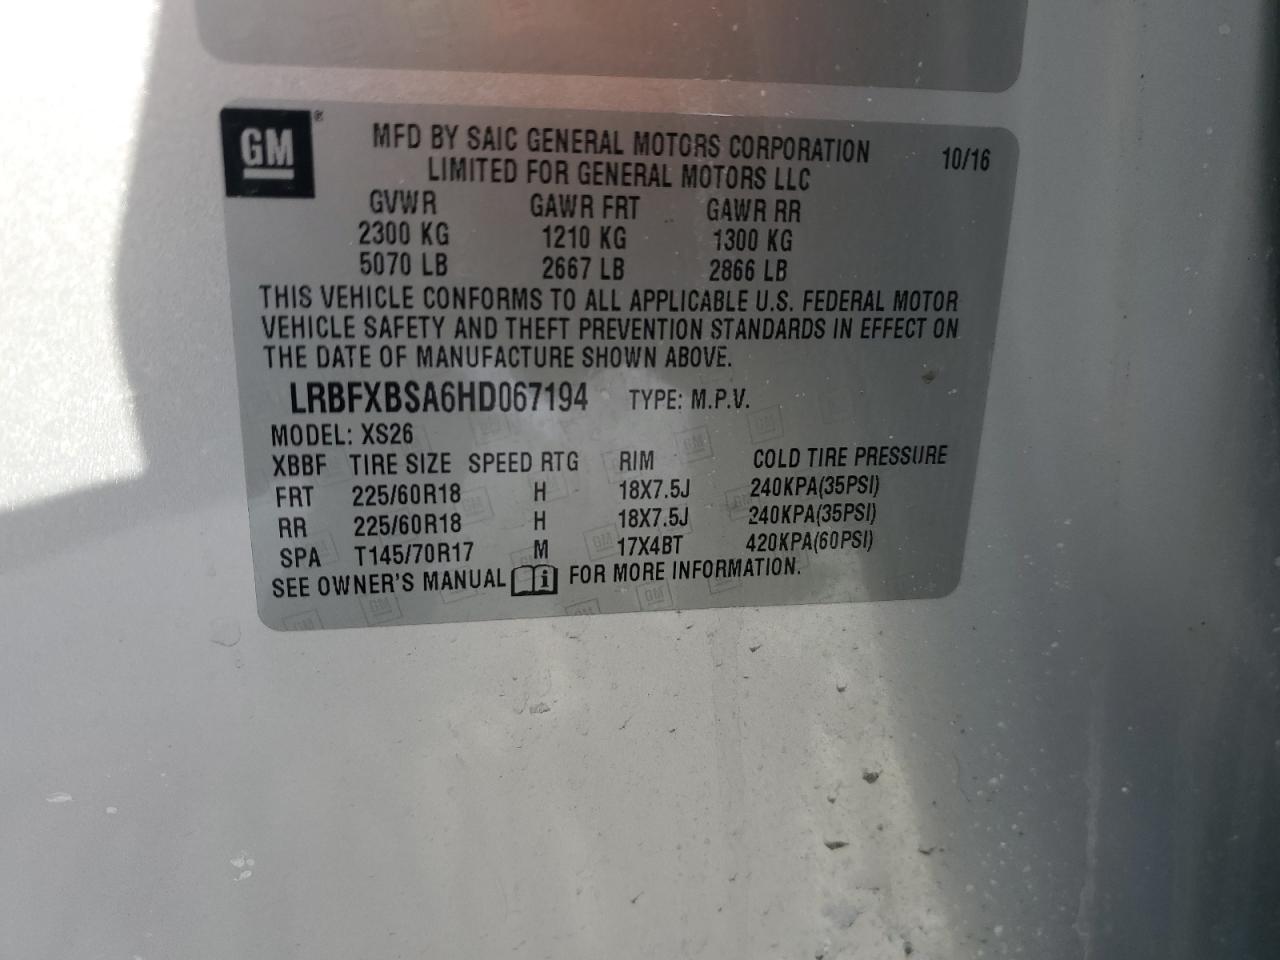 GM ®
MFD BY SAIC GENERAL MOTORS CORPORATION
LIMITED FOR GENERAL MOTORS LLC
10/16
GVWR GAWR FRT GAWR RR
2300 KG 1210 KG 1300 KG
5070 LB 2667 LB 2866 LB
THIS VEHICLE CONFORMS TO ALL APPLICABLE U.S. FEDERAL MOTOR
VEHICLE SAFETY AND THEFT PREVENTION STANDARDS IN EFFECT ON
THE DATE OF MANUFACTURE SHOWN ABOVE.
LRBFXBSA6HD067194 TYPE: M.P.V.
MODEL: XS26
XBBF TIRE SIZE SPEED RTG RIM COLD TIRE PRESSURE
FRT 225/60R18 H 18X7.5J 240KPA(35PSI)
RR 225/60R18 H 18X7.5J 240KPA(35PSI)
SPA T145/70R17 M 17X4BT 420KPA(60PSI)
SEE OWNER'S MANUAL i FOR MORE INFORMATION.